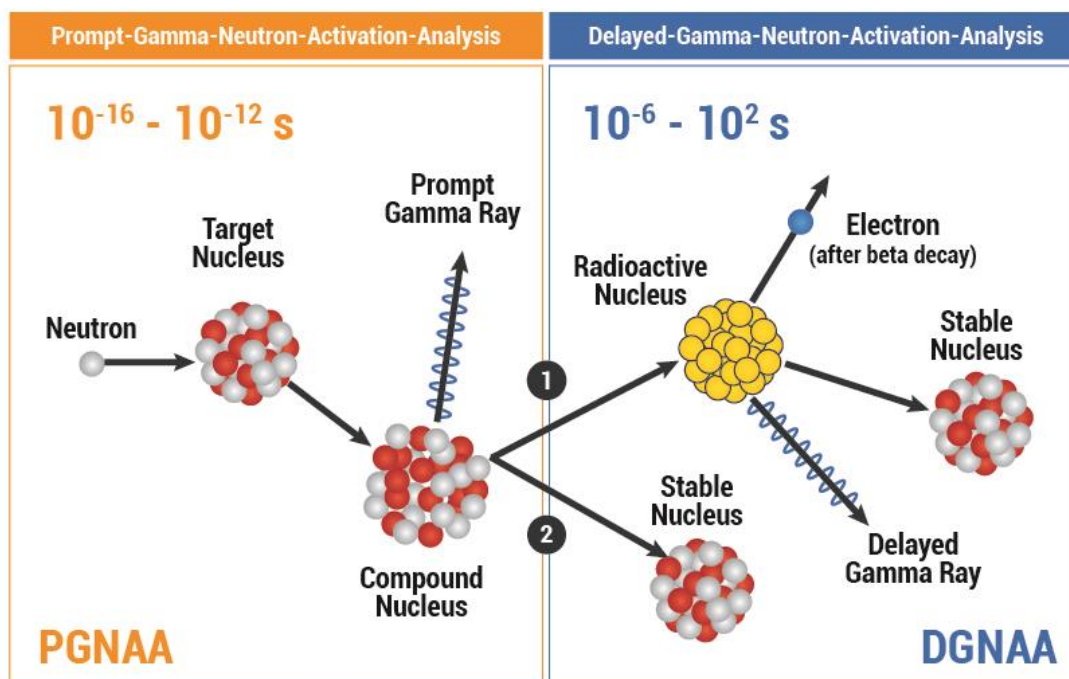 Prompt-Gamma-Neutron-Activation-Analysis
Delayed-Gamma-Neutron-Activation-Analysis
10⁻¹⁶ - 10⁻¹² s
Prompt
Gamma Ray
Target
Nucleus
Neutron
Compound
Nucleus
PGNAA
1
2
10⁻⁶ - 10² s
Electron
(after beta decay)
Radioactive
Nucleus
Stable
Nucleus
Stable
Nucleus
Delayed
Gamma Ray
DGNAA